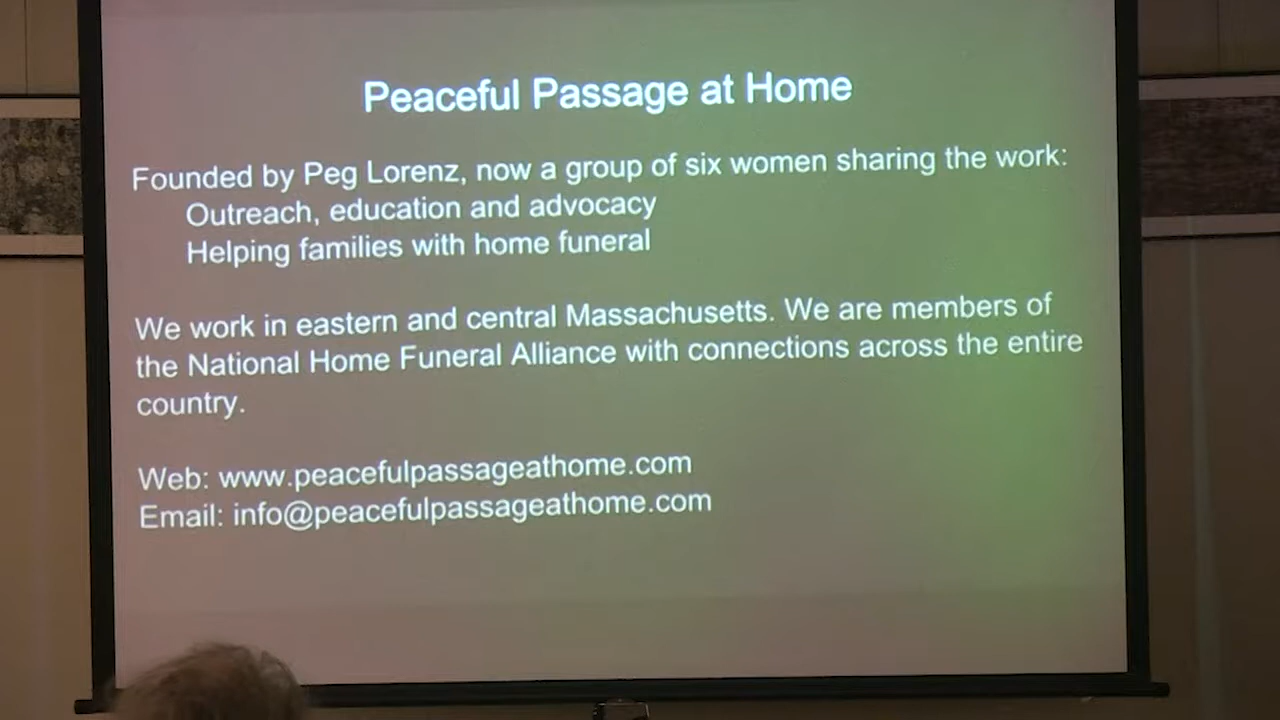 Peaceful Passage at Home
Founded by Peg Lorenz, now a group of six women sharing the work:
Outreach, education and advocacy
Helping families with home funeral
We work in eastern and central Massachusetts. We are members of
the National Home Funeral Alliance with connections across the entire
country.
Web: www.peacefulpassageathome.com
Email: info@peacefulpassageathome.com